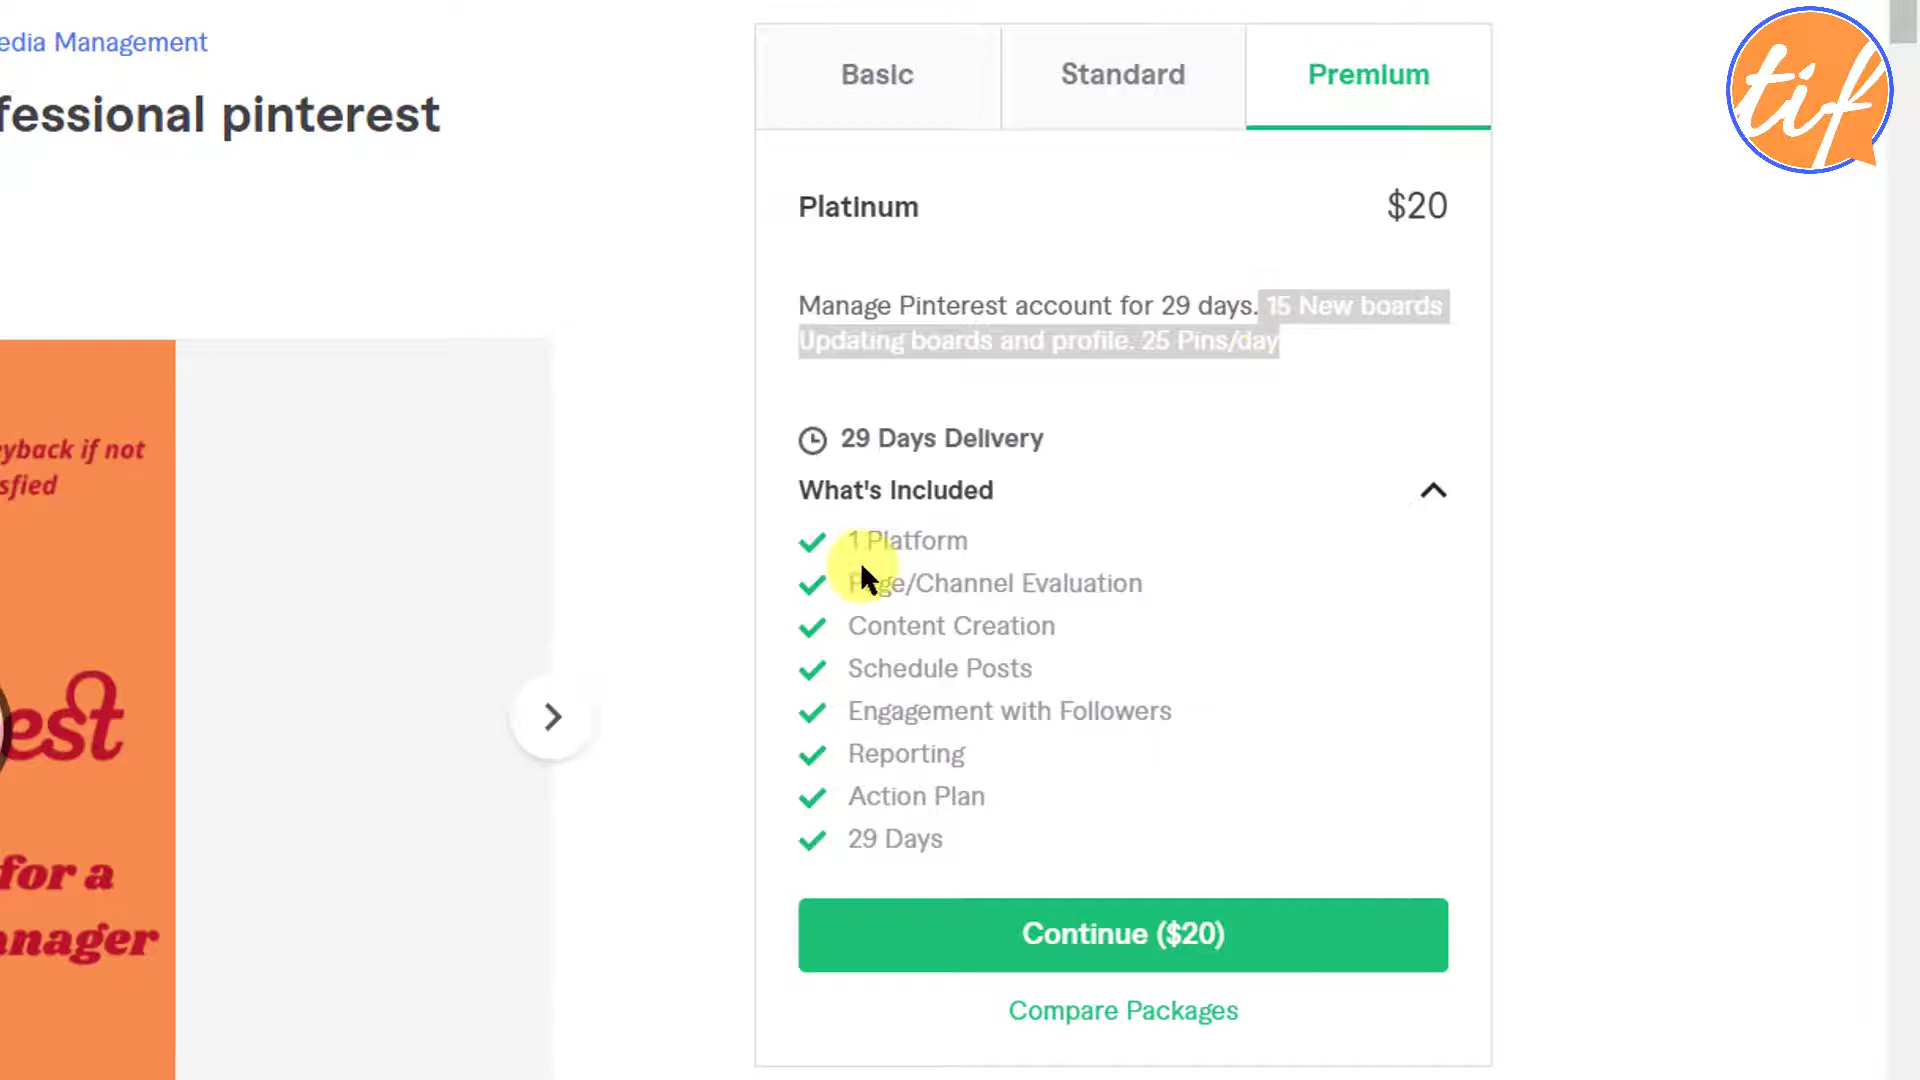 edia Management
fessional pinterest
Basic
Standard
Premium
tif
Platinum
$20
Manage Pinterest account for 29 days. 15 New boards
Updating boards and profile. 25 Pins/day
29 Days Delivery
What's Included
1 Platform
Page/Channel Evaluation
Content Creation
Schedule Posts
Engagement with Followers
Reporting
Action Plan
29 Days
Continue ($20)
Compare Packages
yback if not
sfied
est
for a
nager